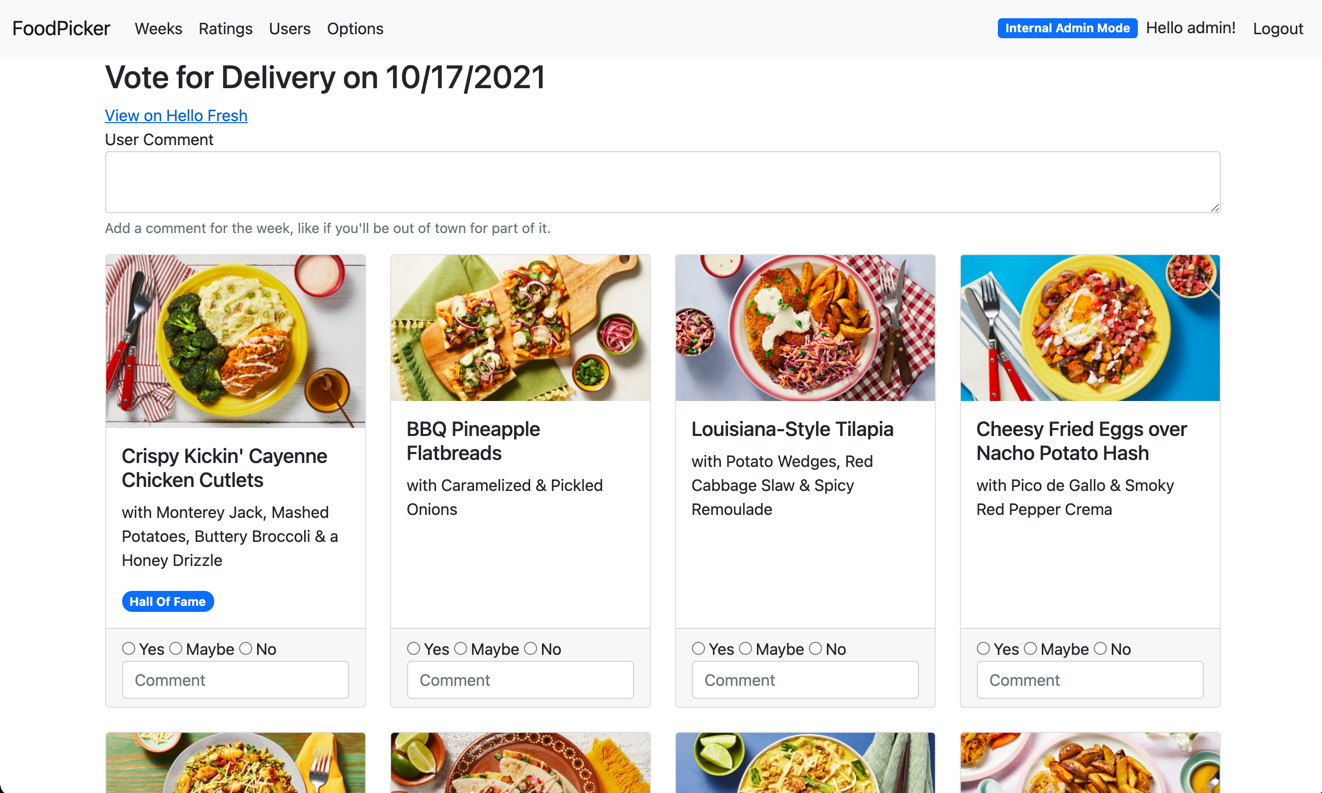 FoodPicker Weeks Ratings Users Options Internal Admin Mode Hello admin! Logout
Vote for Delivery on 10/17/2021
View on Hello Fresh
User Comment
Add a comment for the week, like if you'll be out of town for part of it.
Crispy Kickin' Cayenne
Chicken Cutlets
with Monterey Jack, Mashed
Potatoes, Buttery Broccoli & a
Honey Drizzle
Hall Of Fame
Yes Maybe No
Comment
BBQ Pineapple
Flatbreads
with Caramelized & Pickled
Onions
Yes Maybe No
Comment
Louisiana-Style Tilapia
with Potato Wedges, Red
Cabbage Slaw & Spicy
Remoulade
Yes Maybe No
Comment
Cheesy Fried Eggs over
Nacho Potato Hash
with Pico de Gallo & Smoky
Red Pepper Crema
Yes Maybe No
Comment